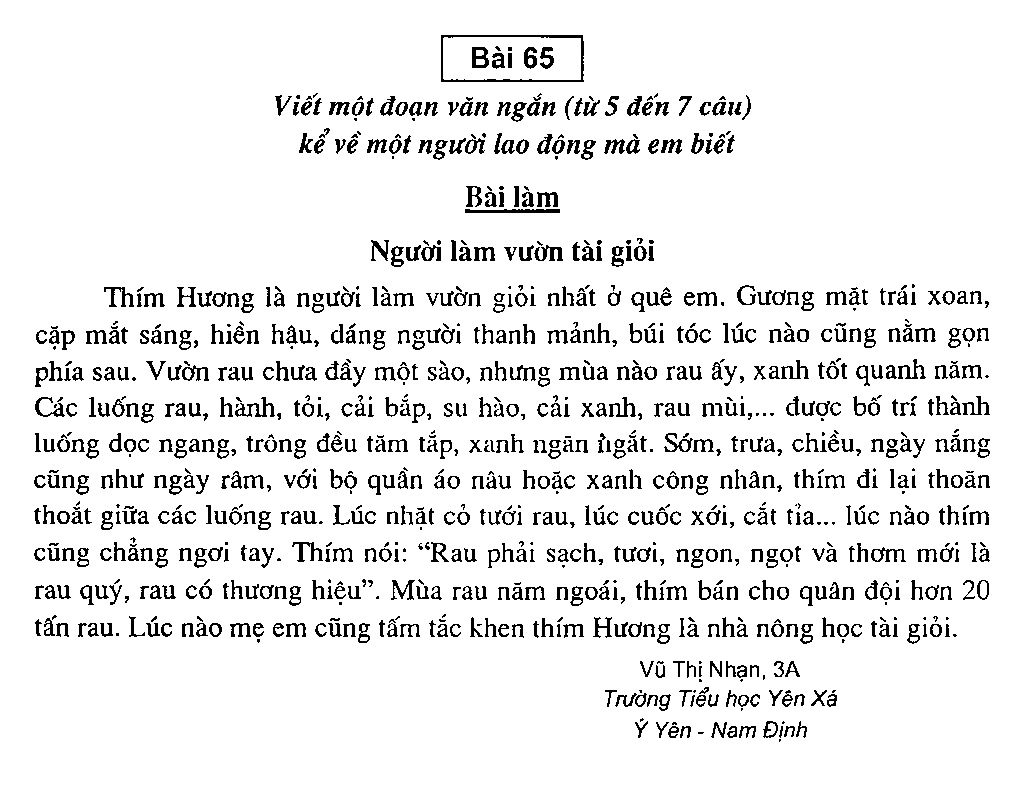 Bài 65
Viết một đoạn văn ngắn (từ 5 đến 7 câu)
kể về một người lao động mà em biết
Bài làm
Người làm vườn tài giỏi
Thím Hương là người làm vườn giỏi nhất ở quê em. Gương mặt trái xoan,
cặp mắt sáng, hiền hậu, dáng người thanh mảnh, búi tóc lúc nào cũng nằm gọn
phía sau. Vườn rau chưa đầy một sào, nhưng mùa nào rau ấy, xanh tốt quanh năm.
Các luống rau, hành, tỏi, cải bắp, su hào, cải xanh, rau mùi,... được bố trí thành
luống dọc ngang, trông đều tăm tắp, xanh ngăn ngắt. Sớm, trưa, chiều, ngày nắng
cũng như ngày râm, với bộ quần áo nâu hoặc xanh công nhân, thím đi lại thoăn
thoắt giữa các luống rau. Lúc nhặt cỏ tưới rau, lúc cuốc xới, cắt tỉa... lúc nào thím
cũng chẳng ngơi tay. Thím nói: “Rau phải sạch, tươi, ngon, ngọt và thơm mới là
rau quý, rau có thương hiệu”. Mùa rau năm ngoái, thím bán cho quân đội hơn 20
tấn rau. Lúc nào mẹ em cũng tấm tắc khen thím Hương là nhà nông học tài giỏi.
Vũ Thị Nhạn, 3A
Trường Tiểu học Yên Xá
Ý Yên - Nam Định